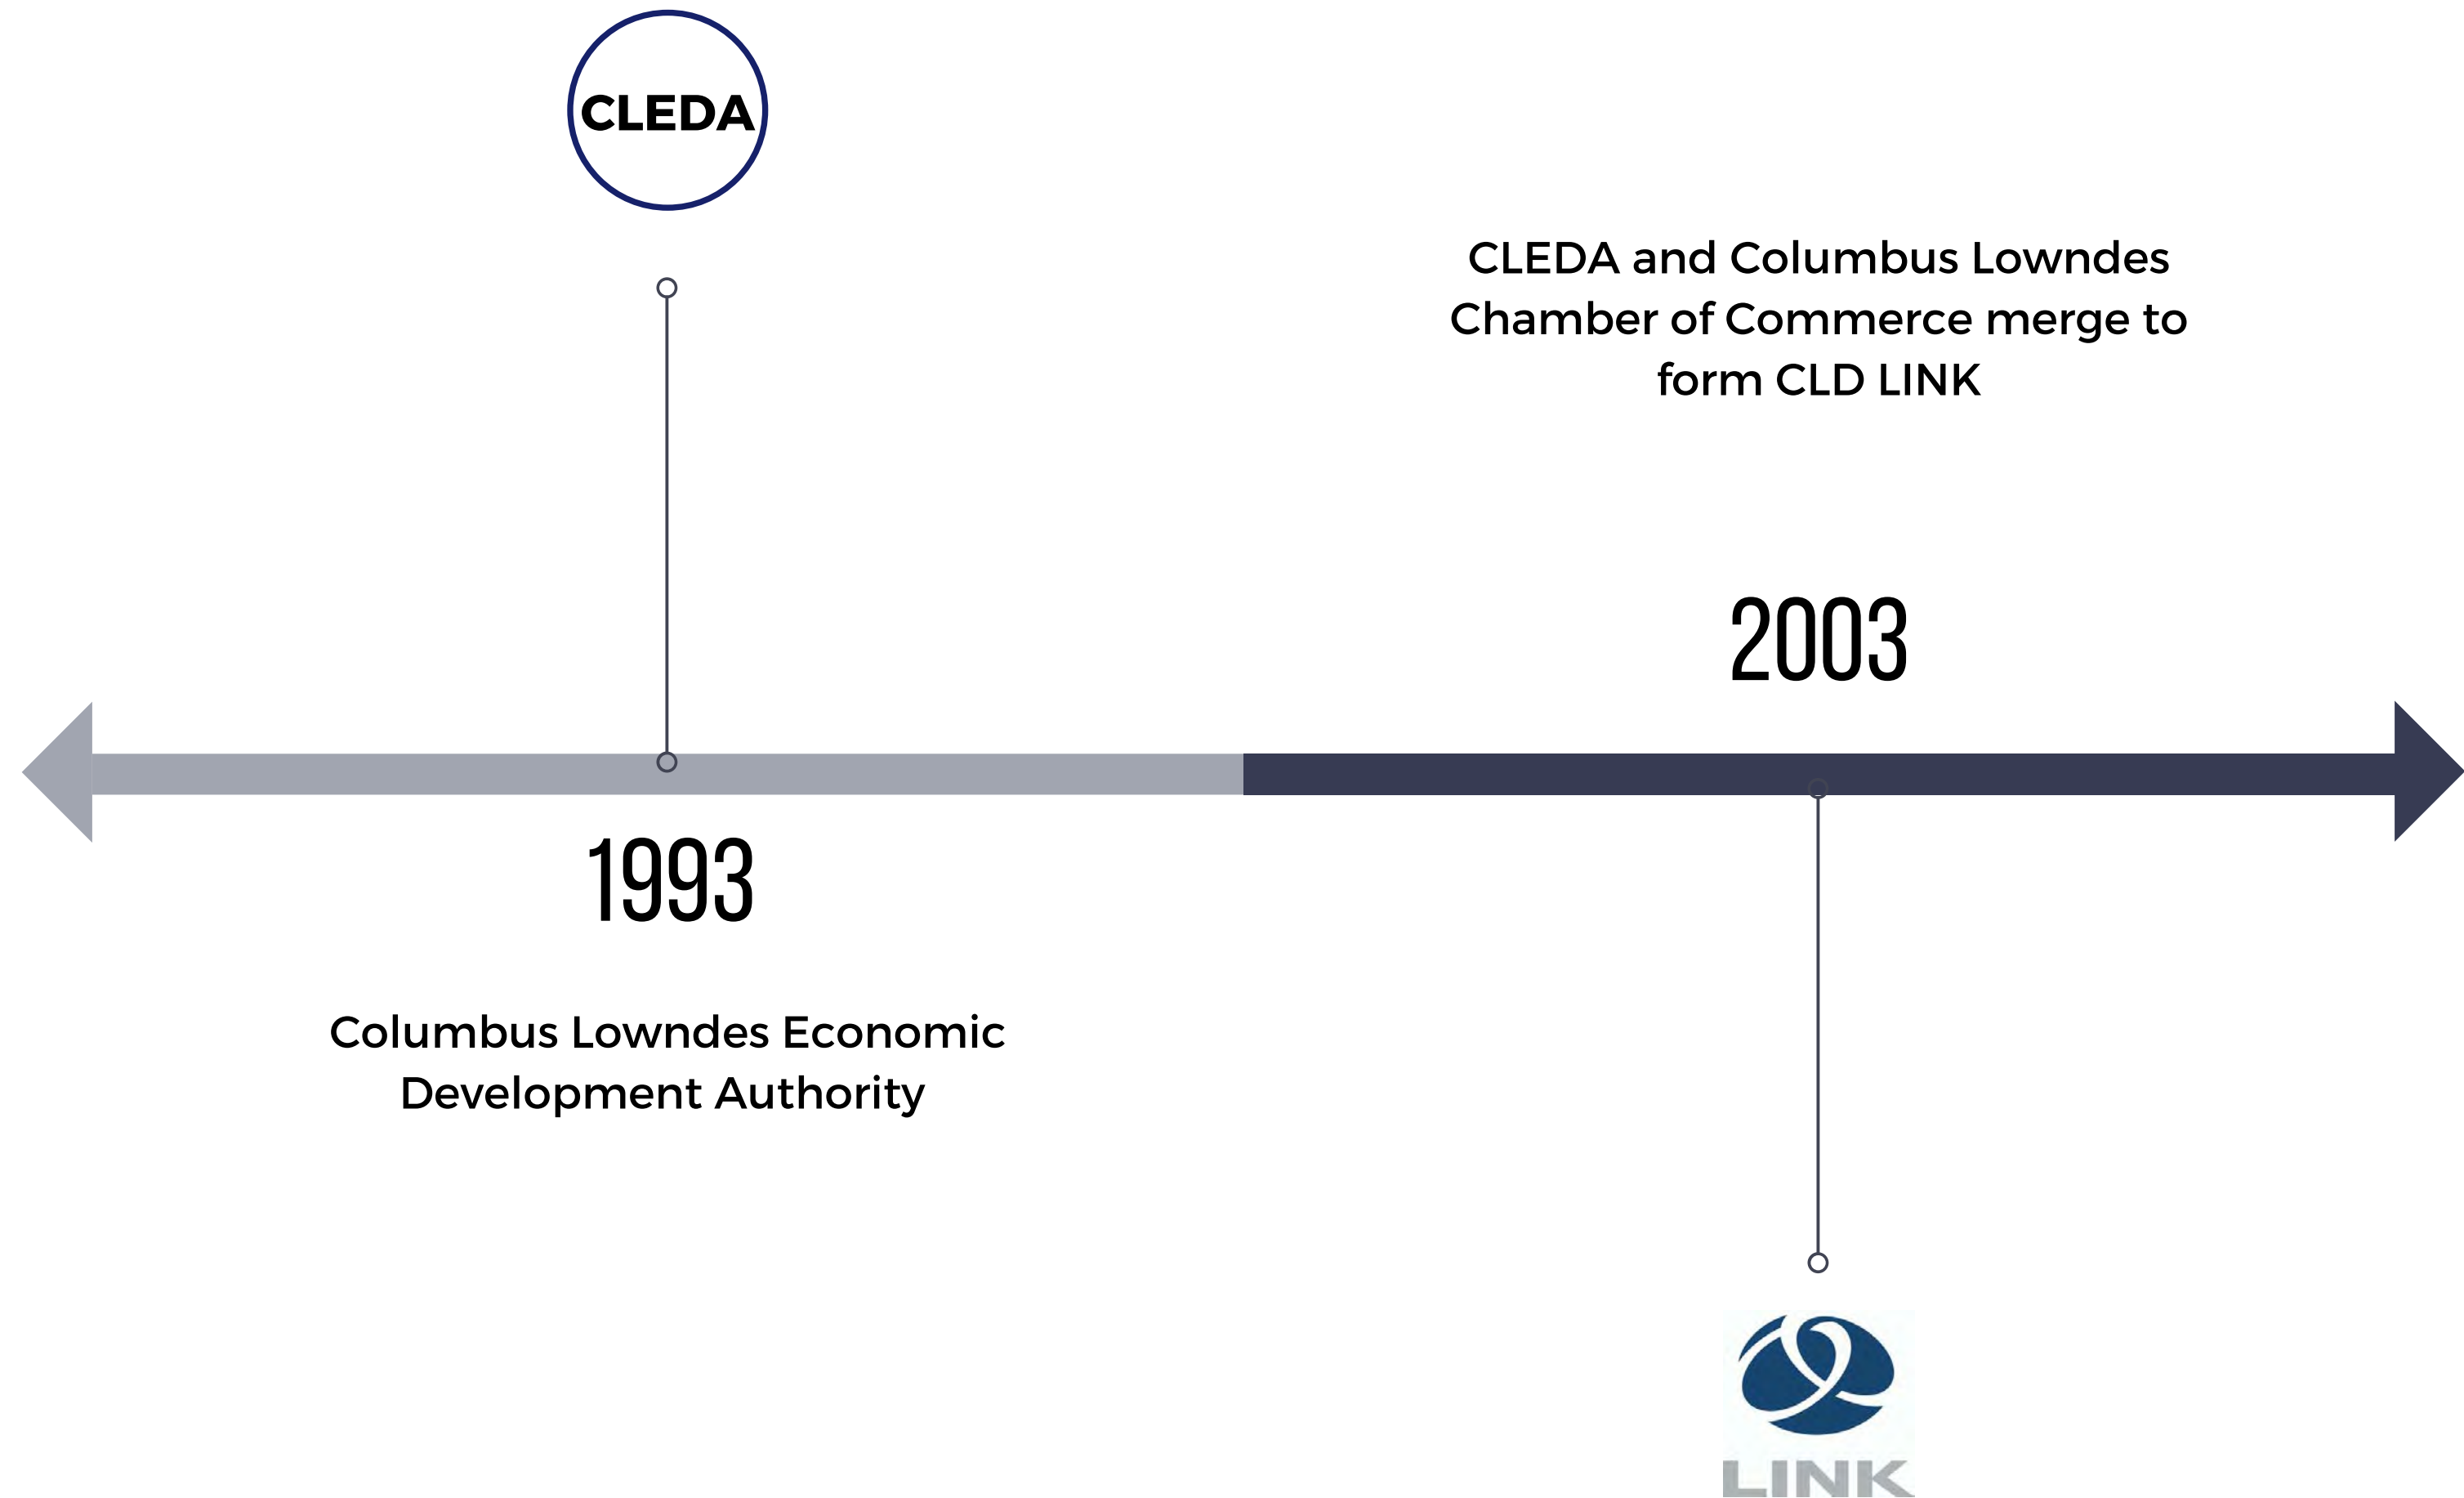 CLEDA
CLEDA and Columbus Lowndes
Chamber of Commerce merge to
form CLD LINK
2003
1993
Columbus Lowndes Economic
Development Authority
LINK